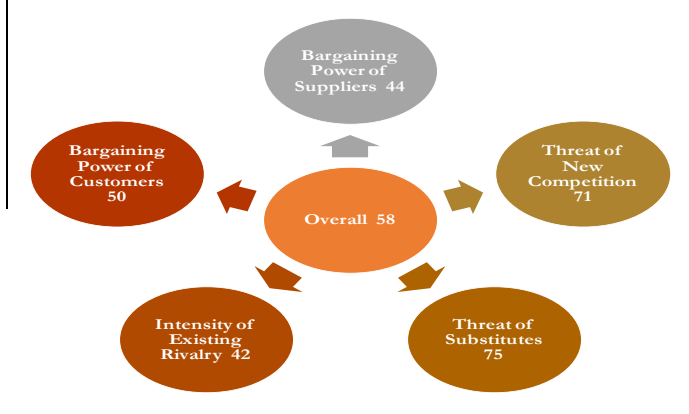 Bargaining
Power of
Suppliers 44
Bargaining
Power of
Customers
50
Threat of
New
Competition
71
Overall 58
Intensity of
Existing
Rivalry 42
Threat of
Substitutes
75